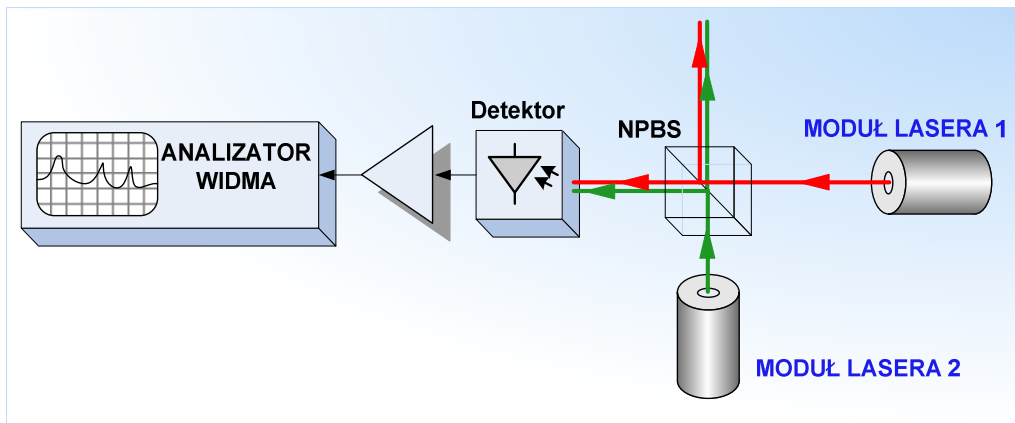 Detektor
NPBS
MODUŁ LASERA 1
ANALIZATOR
WIDMA
MODUŁ LASERA 2